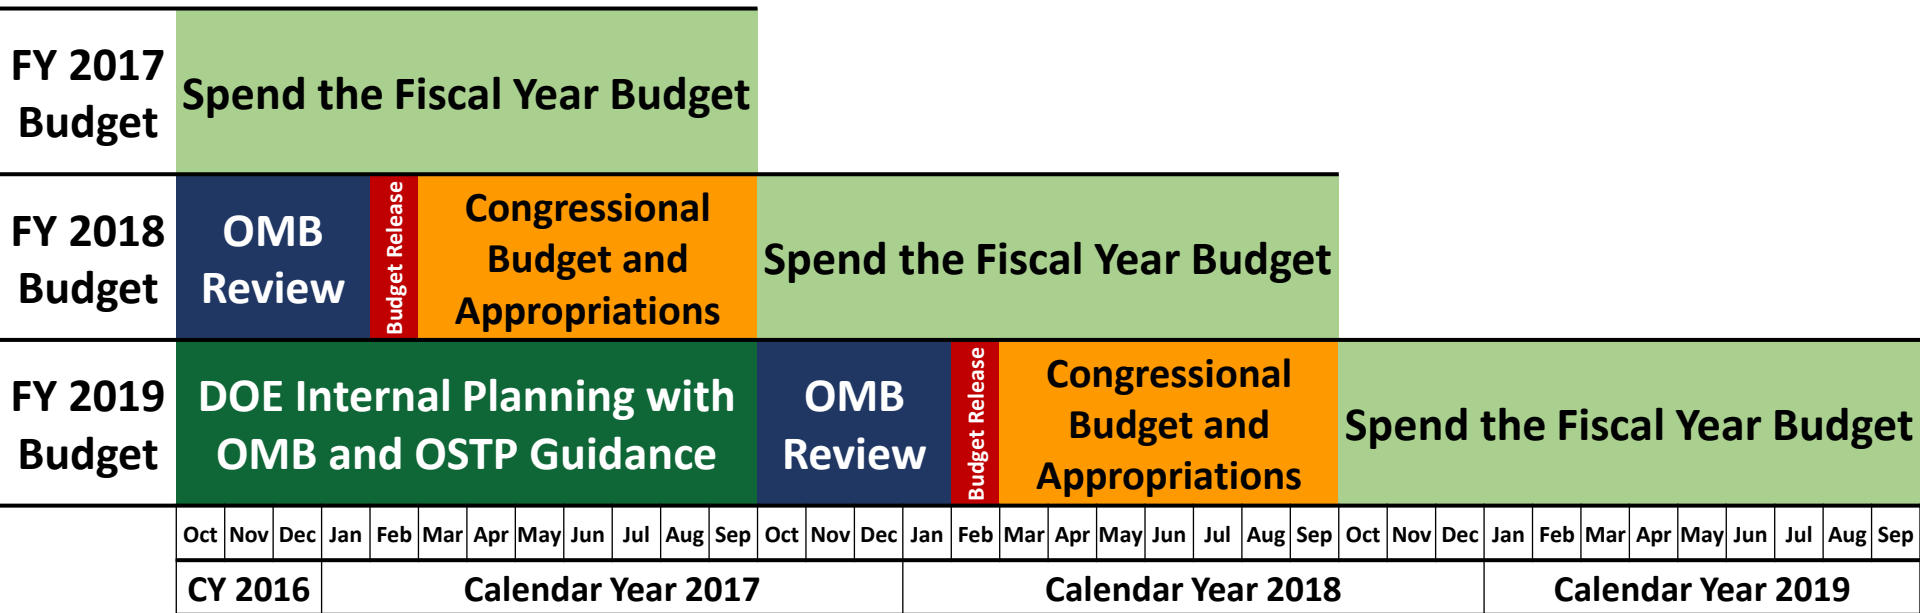 FY 2017
Budget
Spend the Fiscal Year Budget
FY 2018
Budget
OMB
Review
Budget Release
Congressional
Budget and
Appropriations
Spend the Fiscal Year Budget
FY 2019
Budget
DOE Internal Planning with
OMB and OSTP Guidance
OMB
Review
Budget Release
Congressional
Budget and
Appropriations
Spend the Fiscal Year Budget
Oct Nov Dec Jan Feb Mar Apr May Jun Jul Aug Sep Oct Nov Dec Jan Feb Mar Apr May Jun Jul Aug Sep Oct Nov Dec Jan Feb Mar Apr May Jun Jul Aug Sep
CY 2016 Calendar Year 2017 Calendar Year 2018 Calendar Year 2019